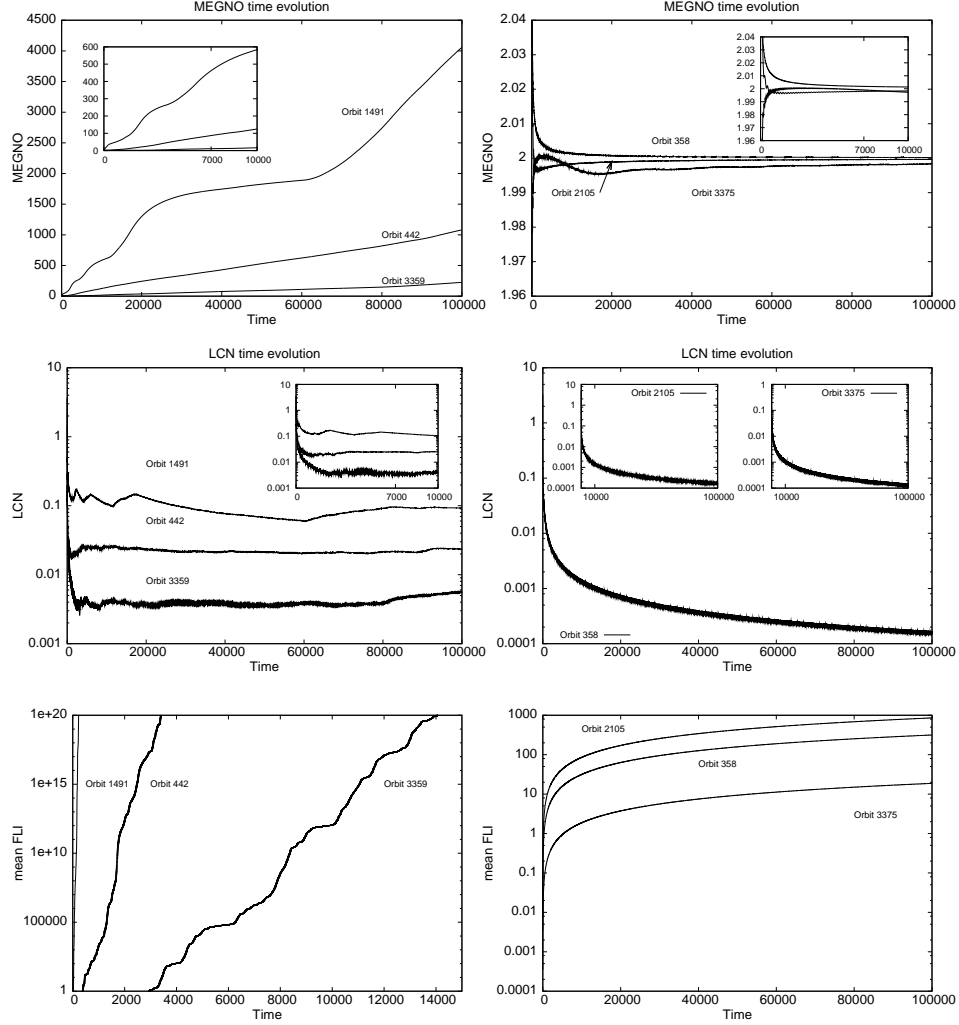 MEGNO time evolution
4500
4000
3500
3000
2500
2000
1500
1000
500
0
MEGNO
600
500
400
300
200
100
0
0 7000 10000
Orbit 1491
Orbit 442
Orbit 3359
0 20000 40000 60000 80000 100000
Time
MEGNO time evolution
2.04
2.03
2.02
2.01
2
1.99
1.98
1.97
1.96
MEGNO
2.04
2.03
2.02
2.01
2
1.99
1.98
1.97
1.96
0 7000 10000
Orbit 358
Orbit 2105
Orbit 3375
0 20000 40000 60000 80000 100000
Time
LCN time evolution
10
1
0.1
0.01
0.001
LCN
10
1
0.1
0.01
0.001
0 7000 10000
Orbit 1491
Orbit 442
Orbit 3359
0 20000 40000 60000 80000 100000
Time
LCN time evolution
10
1
0.1
0.01
0.001
0.0001
LCN
10
1
0.1
0.01
0.001
0.0001
Orbit 2105
10000 100000
1
0.1
0.01
0.001
0.0001
Orbit 3375
10000 100000
Orbit 358
0 20000 40000 60000 80000 100000
Time
1e+20
1e+15
1e+10
100000
1
mean FLI
Orbit 1491
Orbit 442
Orbit 3359
0 2000 4000 6000 8000 10000 12000 14000
Time
1000
100
10
1
0.1
0.01
0.001
0.0001
mean FLI
Orbit 2105
Orbit 358
Orbit 3375
0 20000 40000 60000 80000 100000
Time